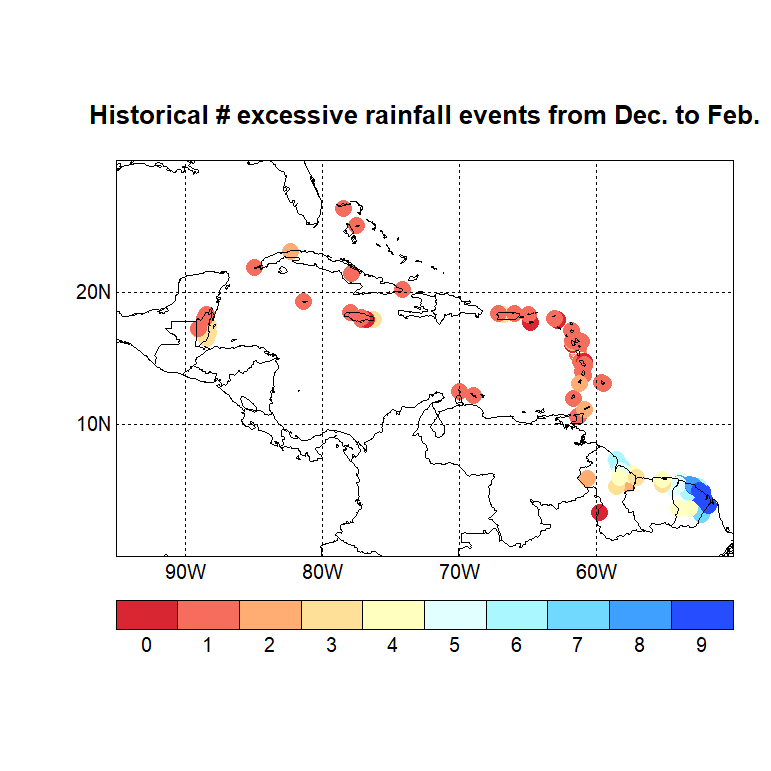 Historical # excessive rainfall events from Dec. to Feb.
20N
10N
90W 80W 70W 60W
0 1 2 3 4 5 6 7 8 9